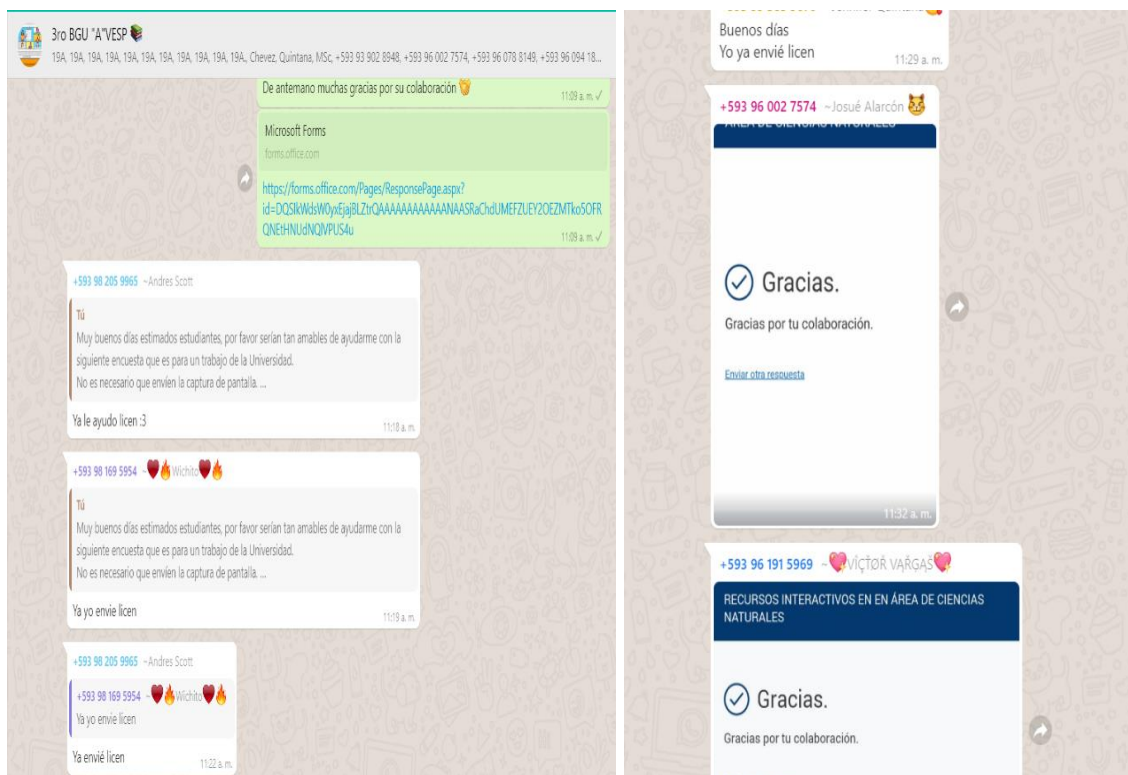 3ro BGU "A"VESP
19A, 19A, 19A, 19A, 19A, 19A, 19A, 19A, 19A, 19A, 19A, Chevez, Quintana, MSc, +593 93 902 8948, +593 96 002 7574, +593 96 078 8149, +593 96 094 18...
De antemano muchas gracias por su colaboración
11:09 a. m.
Microsoft Forms
forms.office.com
https://forms.office.com/Pages/ResponsePage.aspx?
11:09 a. m.
+593 98 205 9965 ~Andres Scott
Tú
Muy buenos días estimados estudiantes, por favor serían tan amables de ayudarme con la
siguiente encuesta que es para un trabajo de la Universidad.
No es necesario que envíen la captura de pantalla. ...
Ya le ayudo licen :3
11:18 a. m.
+593 98 169 5954 ~❤🔥Wichito❤🔥
Tú
Muy buenos días estimados estudiantes, por favor serían tan amables de ayudarme con la
siguiente encuesta que es para un trabajo de la Universidad.
No es necesario que envíen la captura de pantalla. ...
Ya yo envie licen
11:19 a. m.
+593 98 205 9965 ~Andres Scott
+593 98 169 5954 ~❤🔥Wichito❤🔥
Ya yo envie licen
Ya envié licen
11:22 a. m.
Buenos días
Yo ya envié licen
11:29 a. m.
+593 96 002 7574 ~Josué Alarcón
ÁREA DE CIENCIAS NATURALES
Gracias.
Gracias por tu colaboración.
Enviar otra respuesta
11:32 a. m.
+593 96 191 5969 ~💘VÍÇŤØŘ VAŘGAŠ💘
RECURSOS INTERACTIVOS EN EN ÁREA DE CIENCIAS
NATURALES
Gracias.
Gracias por tu colaboración.